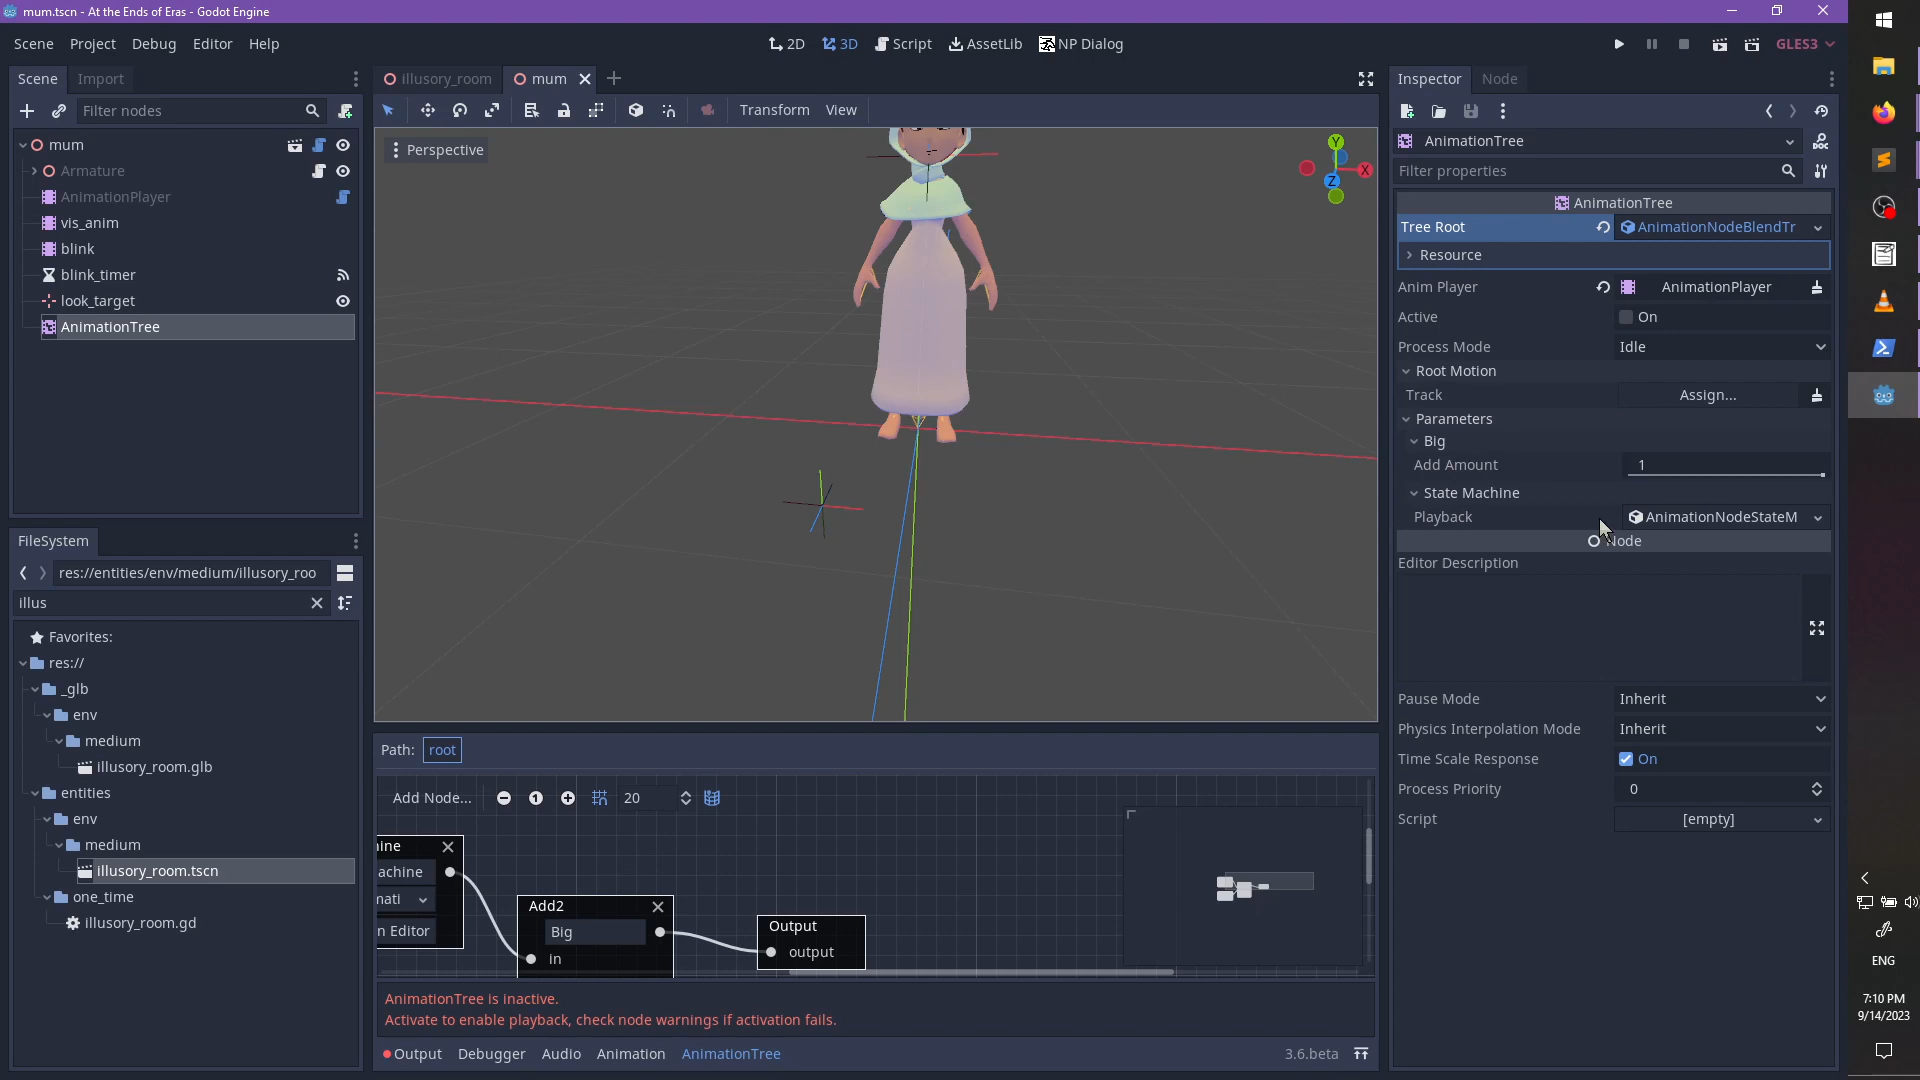 mum.tscn - At the Ends of Eras - Godot Engine
Scene Project Debug Editor Help
2D 3D Script AssetLib NP Dialog
GLES3
Scene Import
Filter nodes
mum
Armature
AnimationPlayer
vis_anim
blink
blink_timer
look_target
AnimationTree
FileSystem
res://entities/env/medium/illusory_roo
illus
Favorites:
res://
_glb
env
medium
illusory_room.glb
entities
env
medium
illusory_room.tscn
one_time
illusory_room.gd
illusory_room mum
Transform View
Perspective
Y
X
Z
Path: root
Add Node... 20
ine
achine
nati
n Editor
Add2
Big
in
Output
output
AnimationTree is inactive.
Activate to enable playback, check node warnings if activation fails.
Output Debugger Audio Animation AnimationTree 3.6.beta
Inspector Node
AnimationTree
Filter properties
AnimationTree
Tree Root AnimationNodeBlendTr
Resource
Anim Player AnimationPlayer
Active On
Process Mode Idle
Root Motion
Track Assign...
Parameters
Big
Add Amount 1
State Machine
Playback AnimationNodeStateM
Node
Editor Description
Pause Mode Inherit
Physics Interpolation Mode Inherit
Time Scale Response On
Process Priority 0
Script [empty]
ENG
7:10 PM
9/14/2023